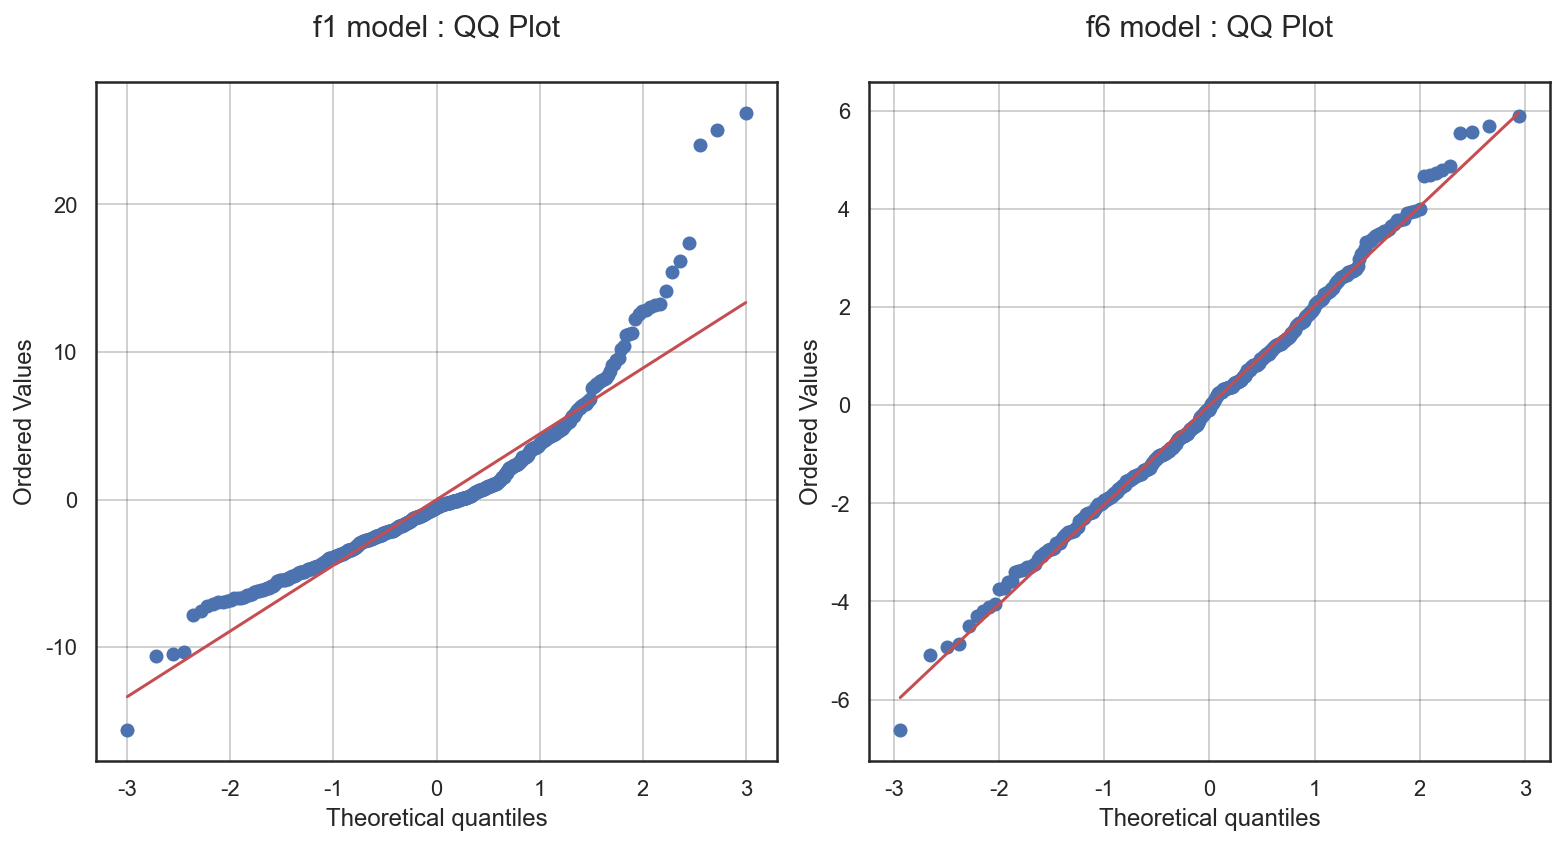 f1 model : QQ Plot
20
10
0
-10
Ordered Values
-3 -2 -1 0 1 2 3
Theoretical quantiles
f6 model : QQ Plot
6
4
2
0
-2
-4
-6
Ordered Values
-3 -2 -1 0 1 2 3
Theoretical quantiles